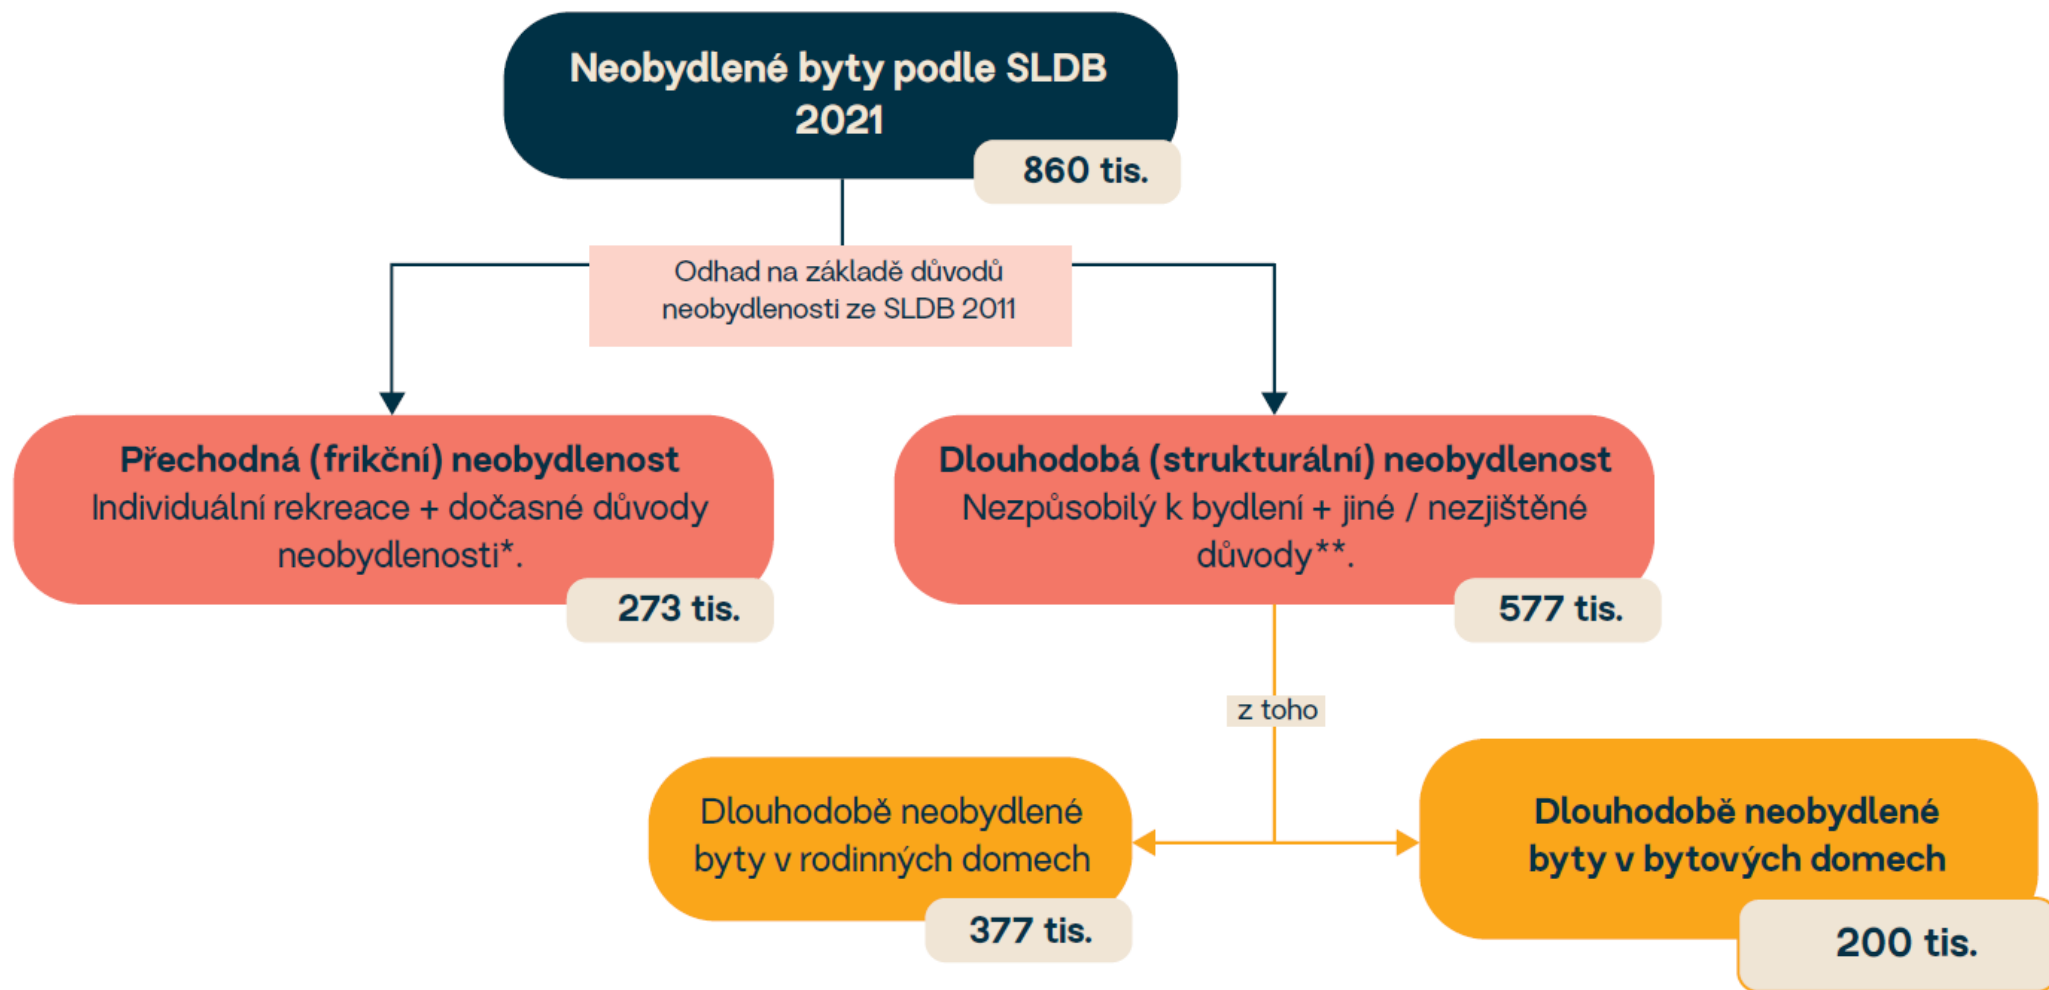 Neobydlené byty podle SLDB
2021
860 tis.
Odhad na základě důvodů
neobydlenosti ze SLDB 2011
Přechodná (frikční) neobydlenost
Individuální rekreace + dočasné důvody
neobydlenosti*.
273 tis.
Dlouhodobá (strukturální) neobydlenost
Nezpůsobilý k bydlení + jiné / nezjištěné
důvody**.
577 tis.
z toho
Dlouhodobě neobydlené
byty v rodinných domech
377 tis.
Dlouhodobě neobydlené
byty v bytových domech
200 tis.